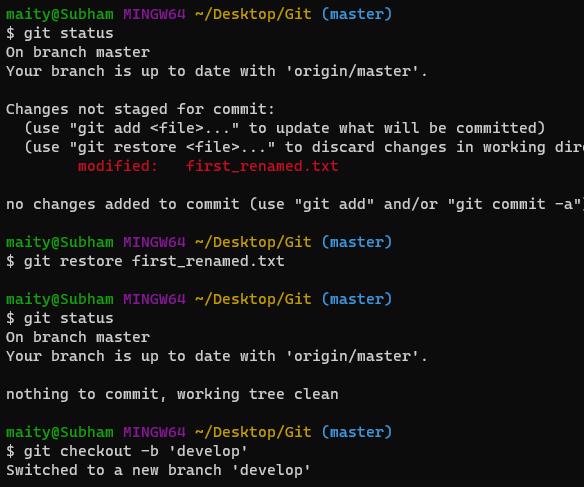 maity@Subham MINGW64 ~/Desktop/Git (master)
$ git status
On branch master
Your branch is up to date with 'origin/master'.
Changes not staged for commit:
(use "git add <file>..." to update what will be committed)
(use "git restore <file>..." to discard changes in working dire
modified: first_renamed.txt
no changes added to commit (use "git add" and/or "git commit -a")
maity@Subham MINGW64 ~/Desktop/Git (master)
$ git restore first_renamed.txt
maity@Subham MINGW64 ~/Desktop/Git (master)
$ git status
On branch master
Your branch is up to date with 'origin/master'.
nothing to commit, working tree clean
maity@Subham MINGW64 ~/Desktop/Git (master)
$ git checkout -b 'develop'
Switched to a new branch 'develop'